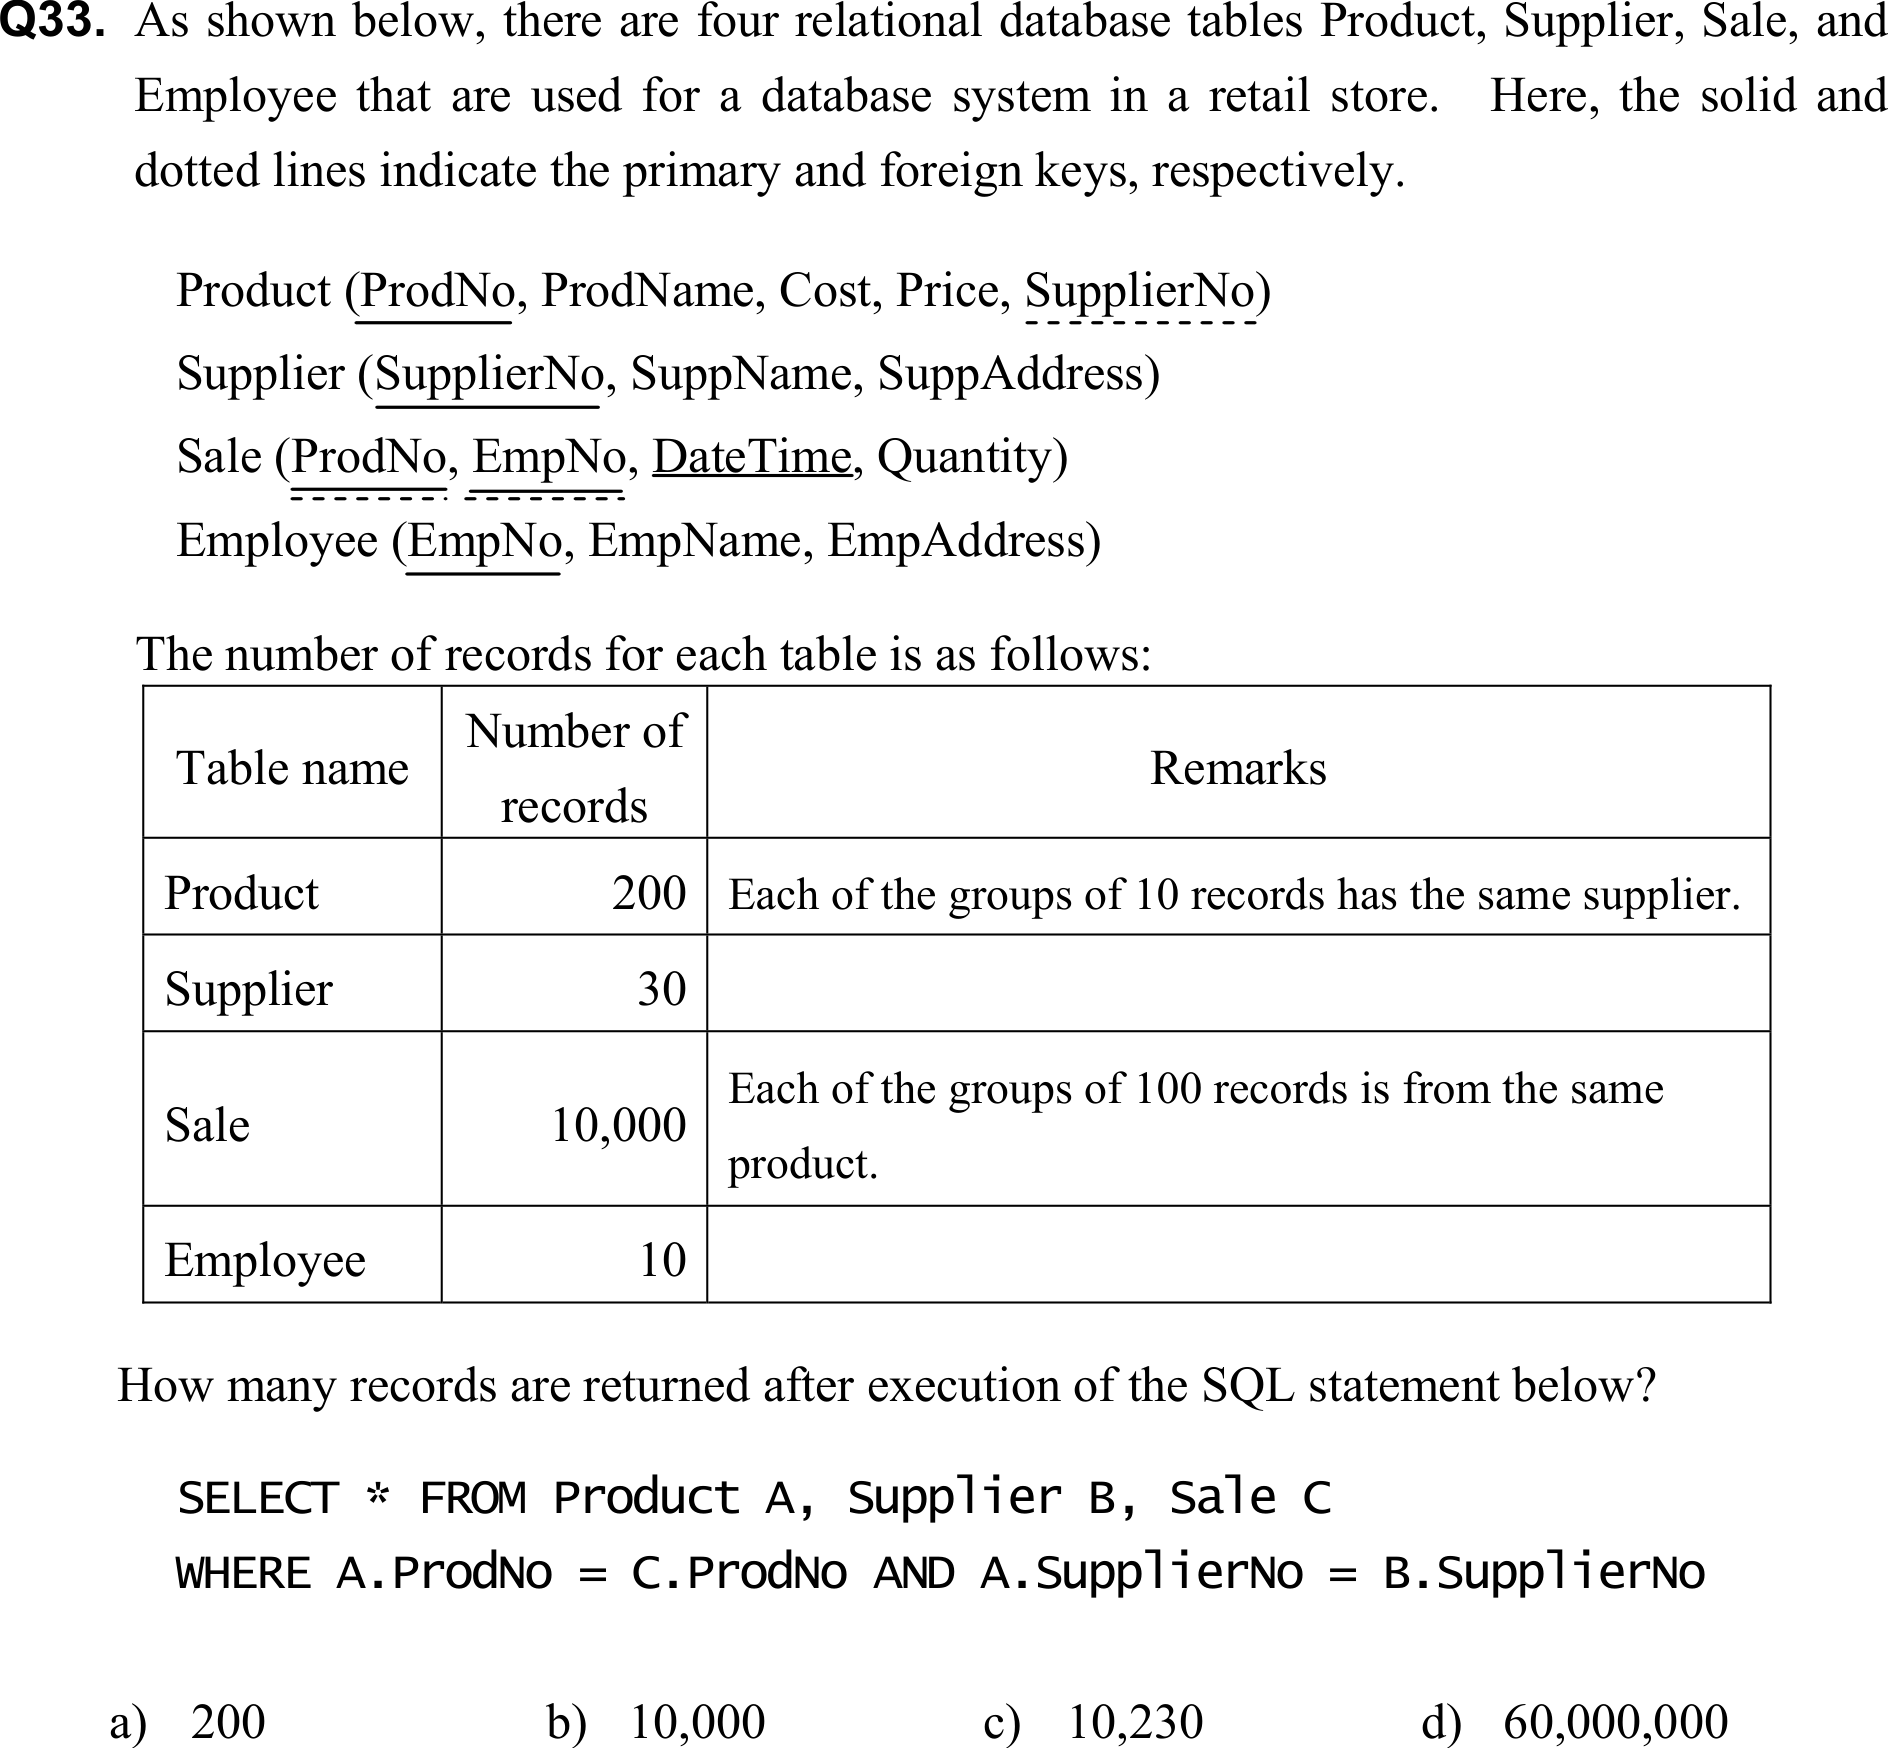 Q33. As shown below, there are four relational database tables Product, Supplier, Sale, and
Employee that are used for a database system in a retail store. Here, the solid and
dotted lines indicate the primary and foreign keys, respectively.
Product (ProdNo, ProdName, Cost, Price, SupplierNo)
Supplier (SupplierNo, SuppName, SuppAddress)
Sale (ProdNo, EmpNo, DateTime, Quantity)
Employee (EmpNo, EmpName, EmpAddress)
The number of records for each table is as follows:
Table name
Number of
records
Remarks
Product 200 Each of the groups of 10 records has the same supplier.
Supplier 30
Sale 10,000 Each of the groups of 100 records is from the same
product.
Employee 10
How many records are returned after execution of the SQL statement below?
SELECT * FROM Product A, Supplier B, Sale C
WHERE A.ProdNo = C.ProdNo AND A.SupplierNo = B.SupplierNo
a) 200 b) 10,000 c) 10,230 d) 60,000,000